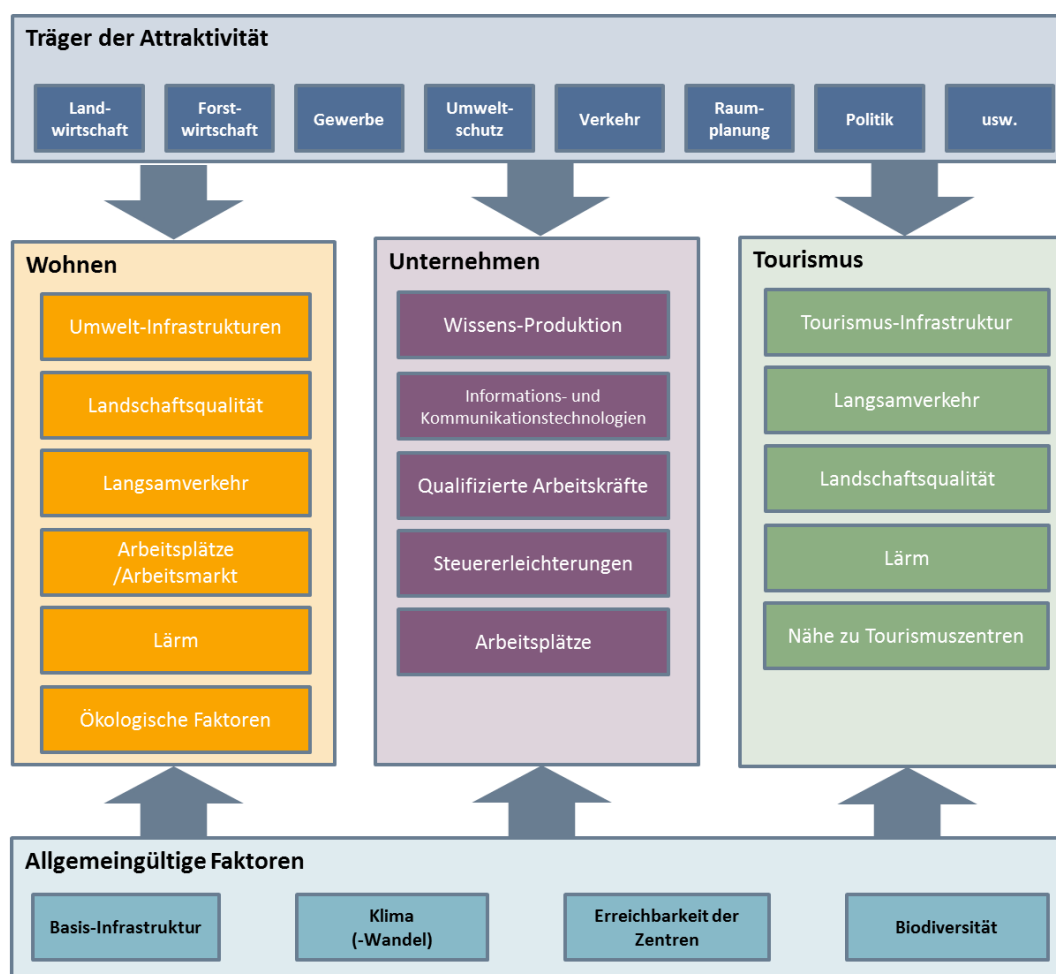 Träger der Attraktivität
Land-
wirtschaft
Forst-
wirtschaft
Gewerbe
Umwelt-
schutz
Verkehr
Raum-
planung
Politik
usw.
Wohnen
Umwelt-Infrastrukturen
Landschaftsqualität
Langsamverkehr
Arbeitsplätze
/Arbeitsmarkt
Lärm
Ökologische Faktoren
Unternehmen
Wissens-Produktion
Informations- und
Kommunikationstechnologien
Qualifizierte Arbeitskräfte
Steuererleichterungen
Arbeitsplätze
Tourismus
Tourismus-Infrastruktur
Langsamverkehr
Landschaftsqualität
Lärm
Nähe zu Tourismuszentren
Allgemeingültige Faktoren
Basis-Infrastruktur
Klima
(-Wandel)
Erreichbarkeit der
Zentren
Biodiversität